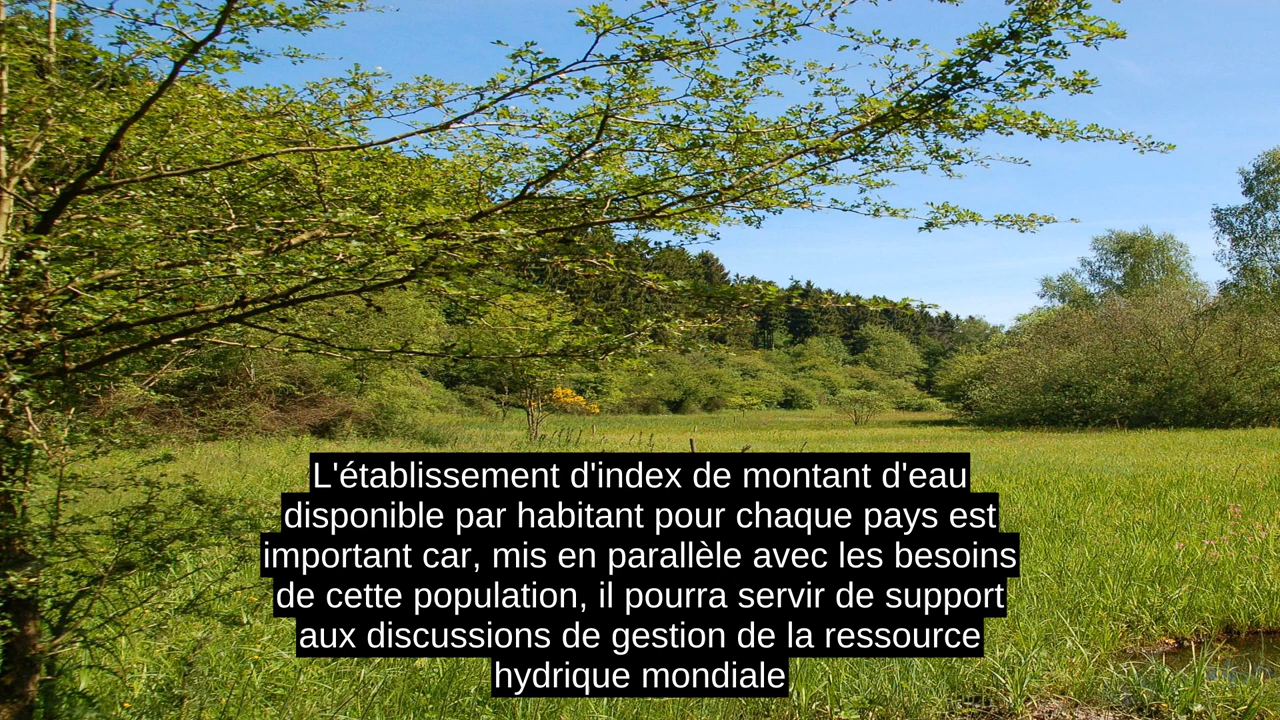 L'établissement d'index de montant d'eau
disponible par habitant pour chaque pays est
important car, mis en parallèle avec les besoins
de cette population, il pourra servir de support
aux discussions de gestion de la ressource
hydrique mondiale